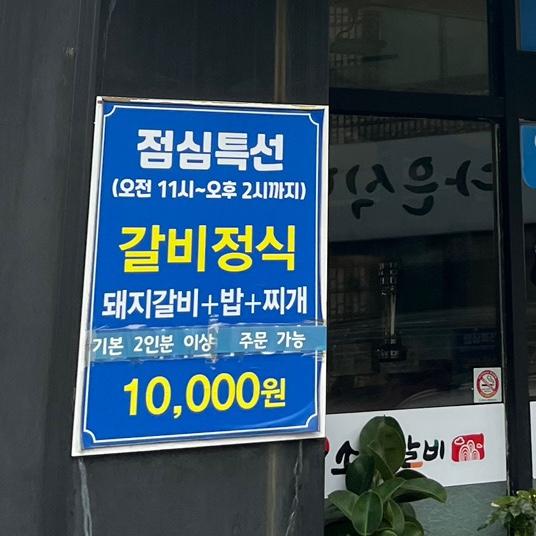 점심특선
(오전 11시~오후 2시까지)
갈비정식
돼지갈비+밥+찌개
기본 2인분 이상 주문 가능
10,000원
갈비